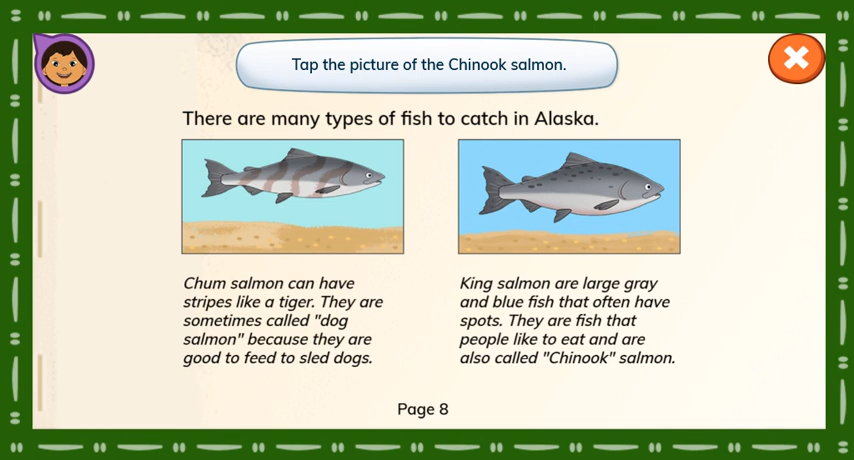 Tap the picture of the Chinook salmon.
There are many types of fish to catch in Alaska.
Chum salmon can have
stripes like a tiger. They are
sometimes called "dog
salmon" because they are
good to feed to sled dogs.
King salmon are large gray
and blue fish that often have
spots. They are fish that
people like to eat and are
also called "Chinook" salmon.
Page 8